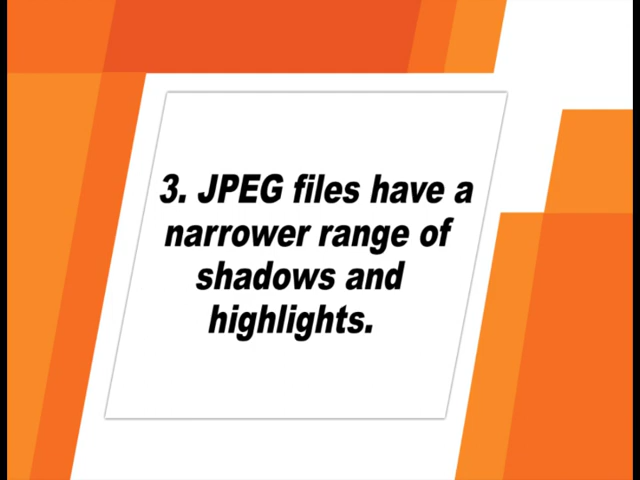 3. JPEG files have a
narrower range of
shadows and
highlights.